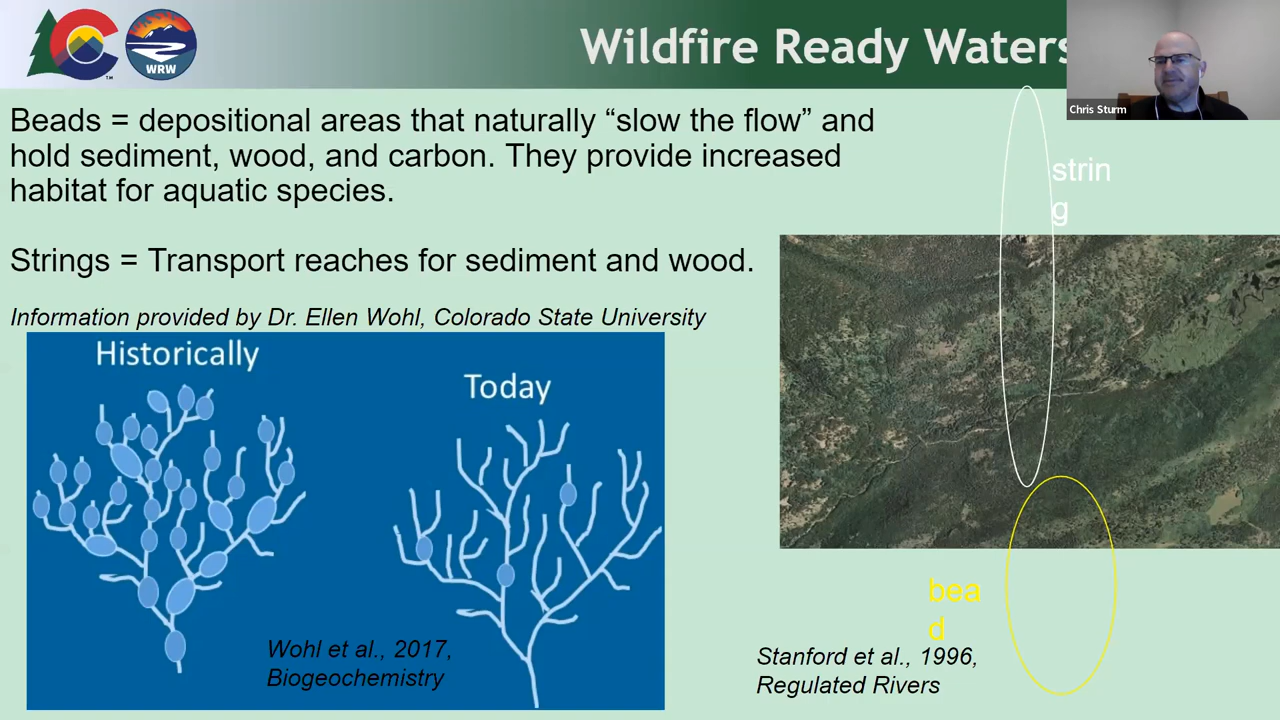 WRW
Wildfire Ready Waters
Chris Sturm
Beads = depositional areas that naturally “slow the flow” and
hold sediment, wood, and carbon. They provide increased
habitat for aquatic species.
Strings = Transport reaches for sediment and wood.
Information provided by Dr. Ellen Wohl, Colorado State University
Historically
Today
Wohl et al., 2017,
Biogeochemistry
strin
g
bea
d
Stanford et al., 1996,
Regulated Rivers